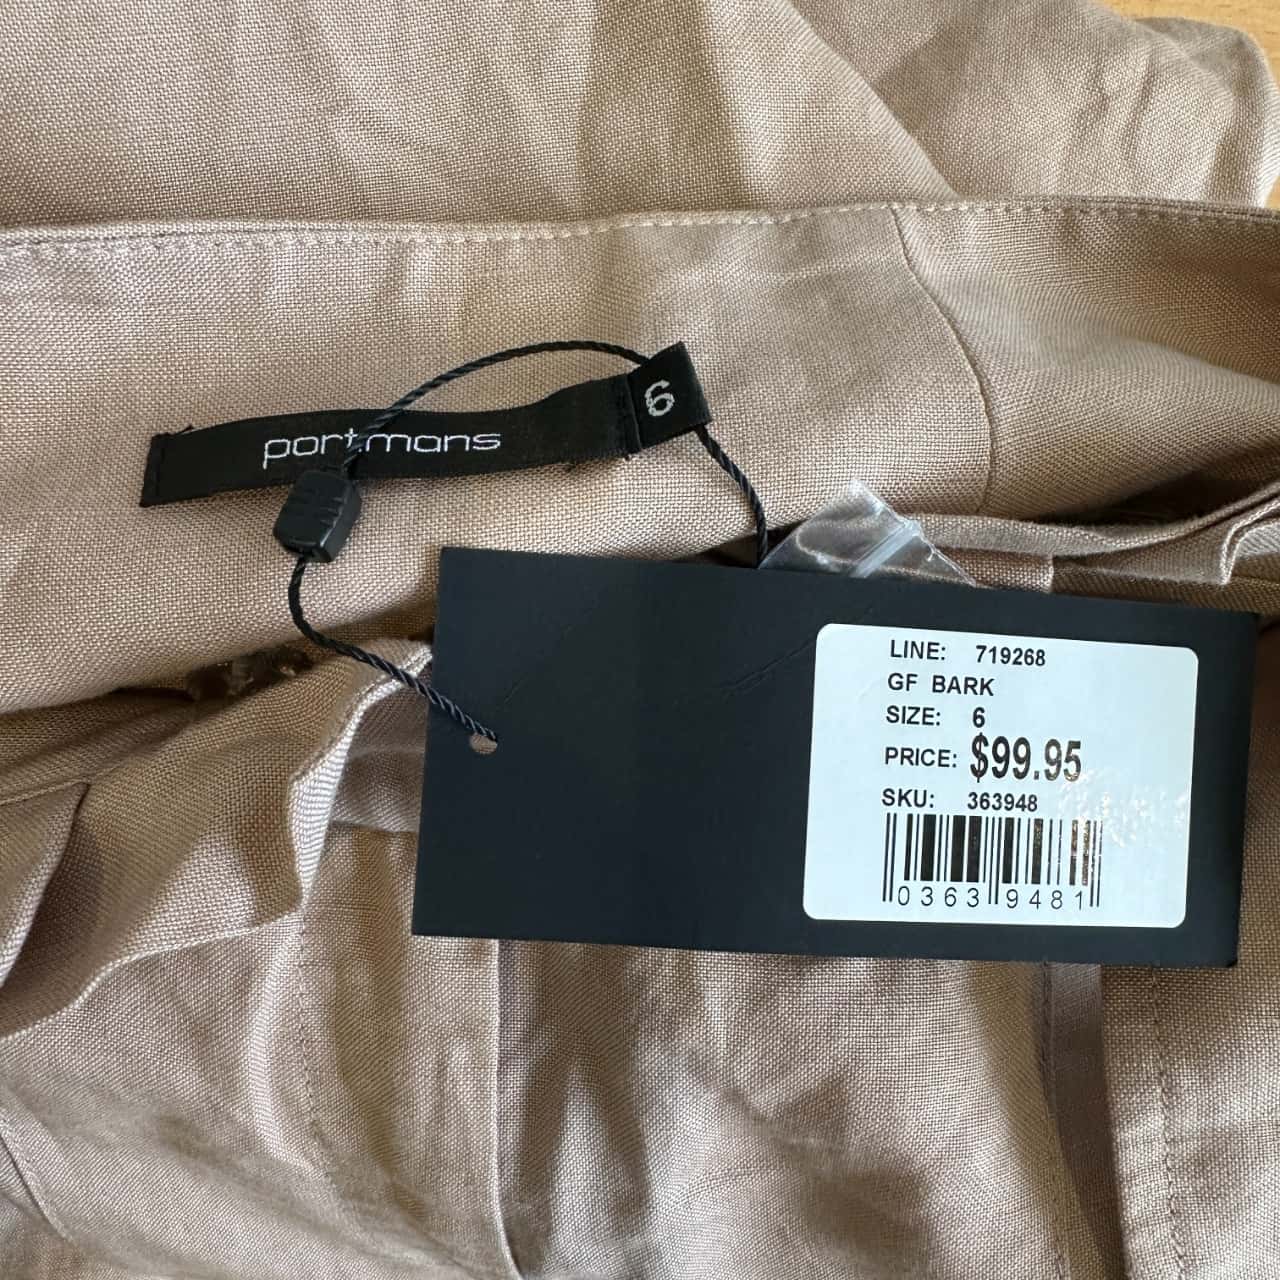 portmans
6
LINE: 719268
GF BARK
SIZE: 6
PRICE: $99.95
SKU: 363948
0363 9481